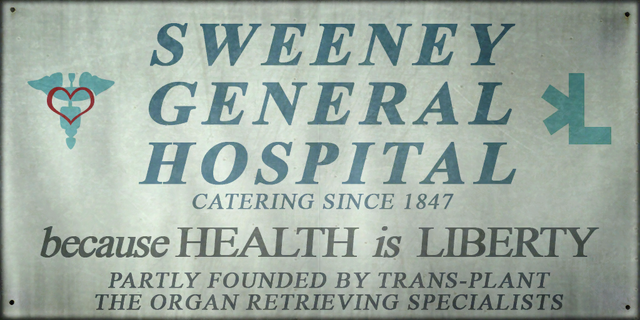 SWEENEY
GENERAL
HOSPITAL
CATERING SINCE 1847
because HEALTH is LIBERTY
PARTLY FOUNDED BY TRANS-PLANT
THE ORGAN RETRIEVING SPECIALISTS